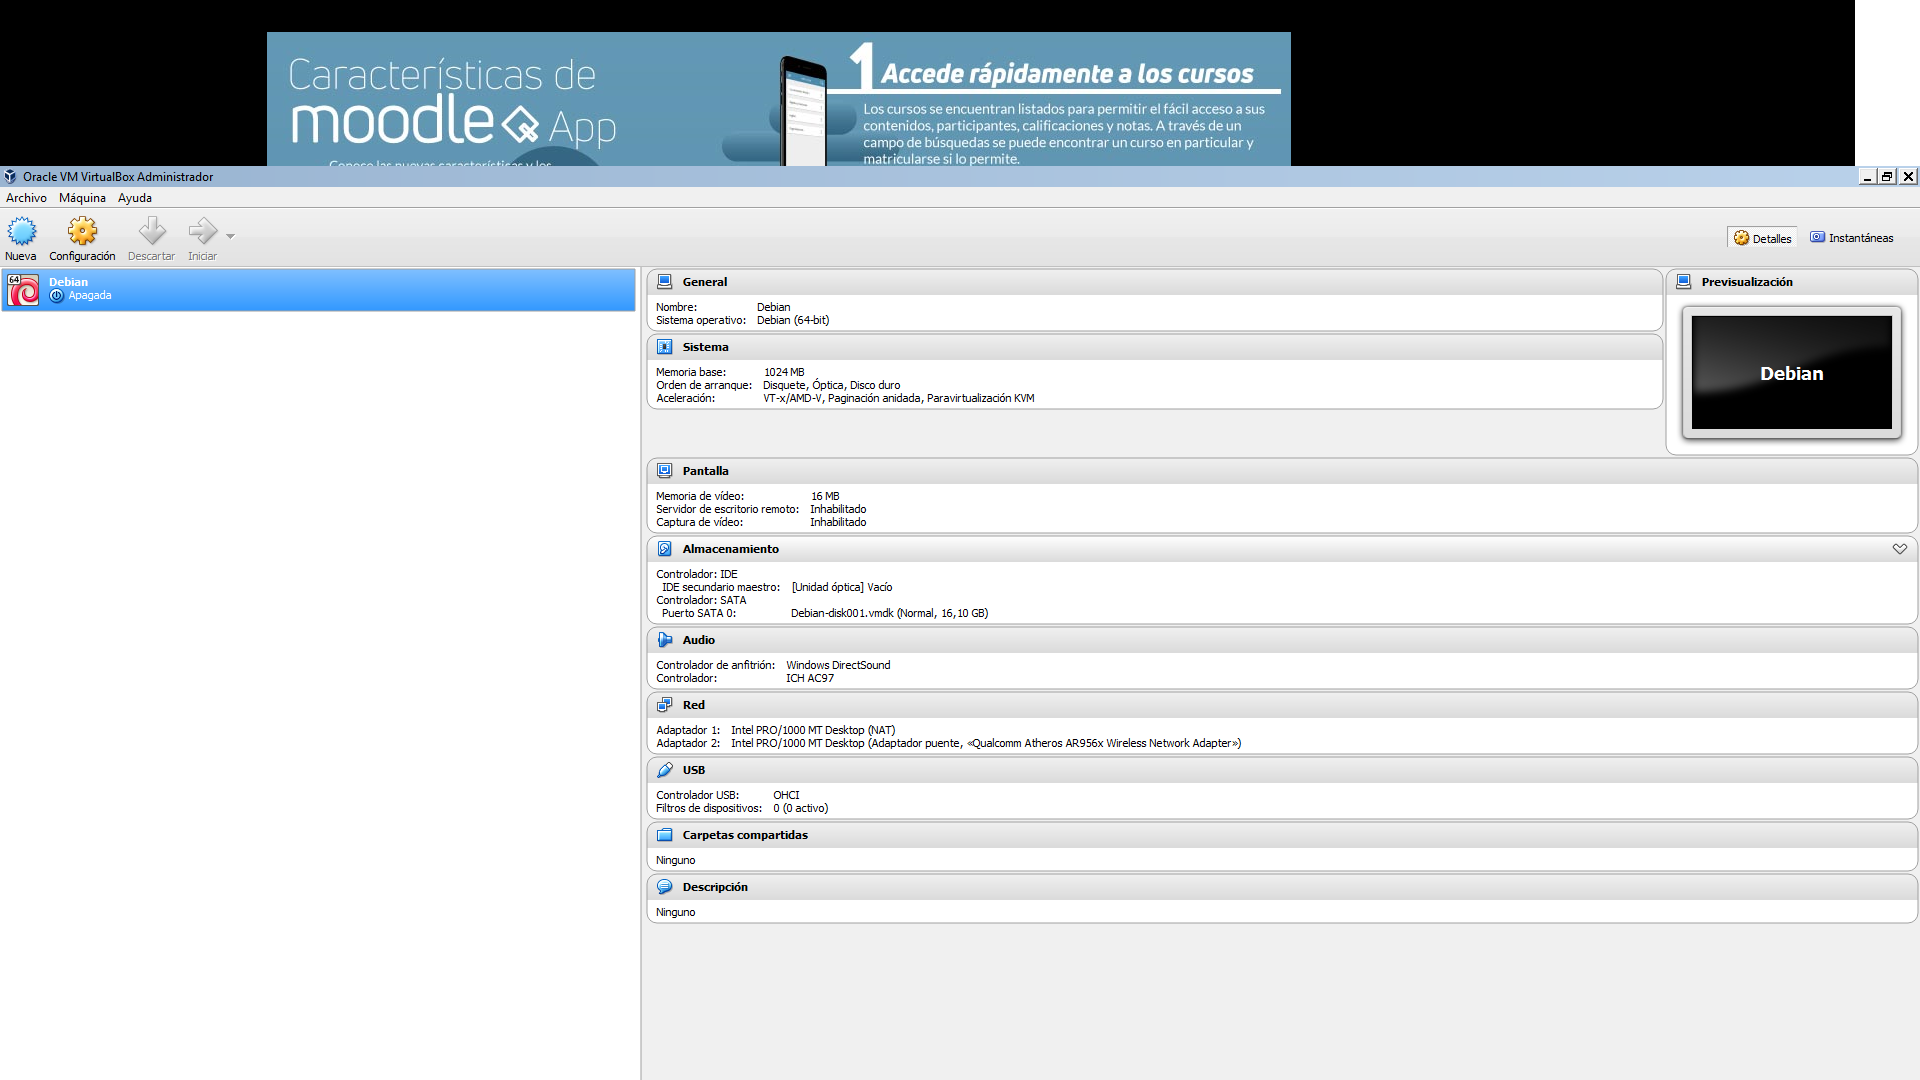 Características de
moodle App
Conoce las nuevas características y los
1 Accede rápidamente a los cursos
Los cursos se encuentran listados para permitir el fácil acceso a sus
contenidos, participantes, calificaciones y notas. A través de un
campo de búsquedas se puede encontrar un curso en particular y
matricularse si lo permite.
Oracle VM VirtualBox Administrador
Archivo Máquina Ayuda
Nueva Configuración Descartar Iniciar
Detalles Instantáneas
64
Debian
Apagada
General
Nombre: Debian
Sistema operativo: Debian (64-bit)
Previsualización
Debian
Sistema
Memoria base: 1024 MB
Orden de arranque: Disquete, Óptica, Disco duro
Aceleración: VT-x/AMD-V, Paginación anidada, Paravirtualización KVM
Pantalla
Memoria de vídeo: 16 MB
Servidor de escritorio remoto: Inhabilitado
Captura de vídeo: Inhabilitado
Almacenamiento
Controlador: IDE
IDE secundario maestro: [Unidad óptica] Vacío
Controlador: SATA
Puerto SATA 0: Debian-disk001.vmdk (Normal, 16,10 GB)
Audio
Controlador de anfitrión: Windows DirectSound
Controlador: ICH AC97
Red
Adaptador 1: Intel PRO/1000 MT Desktop (NAT)
Adaptador 2: Intel PRO/1000 MT Desktop (Adaptador puente, «Qualcomm Atheros AR956x Wireless Network Adapter»)
USB
Controlador USB: OHCI
Filtros de dispositivos: 0 (0 activo)
Carpetas compartidas
Ninguno
Descripción
Ninguno